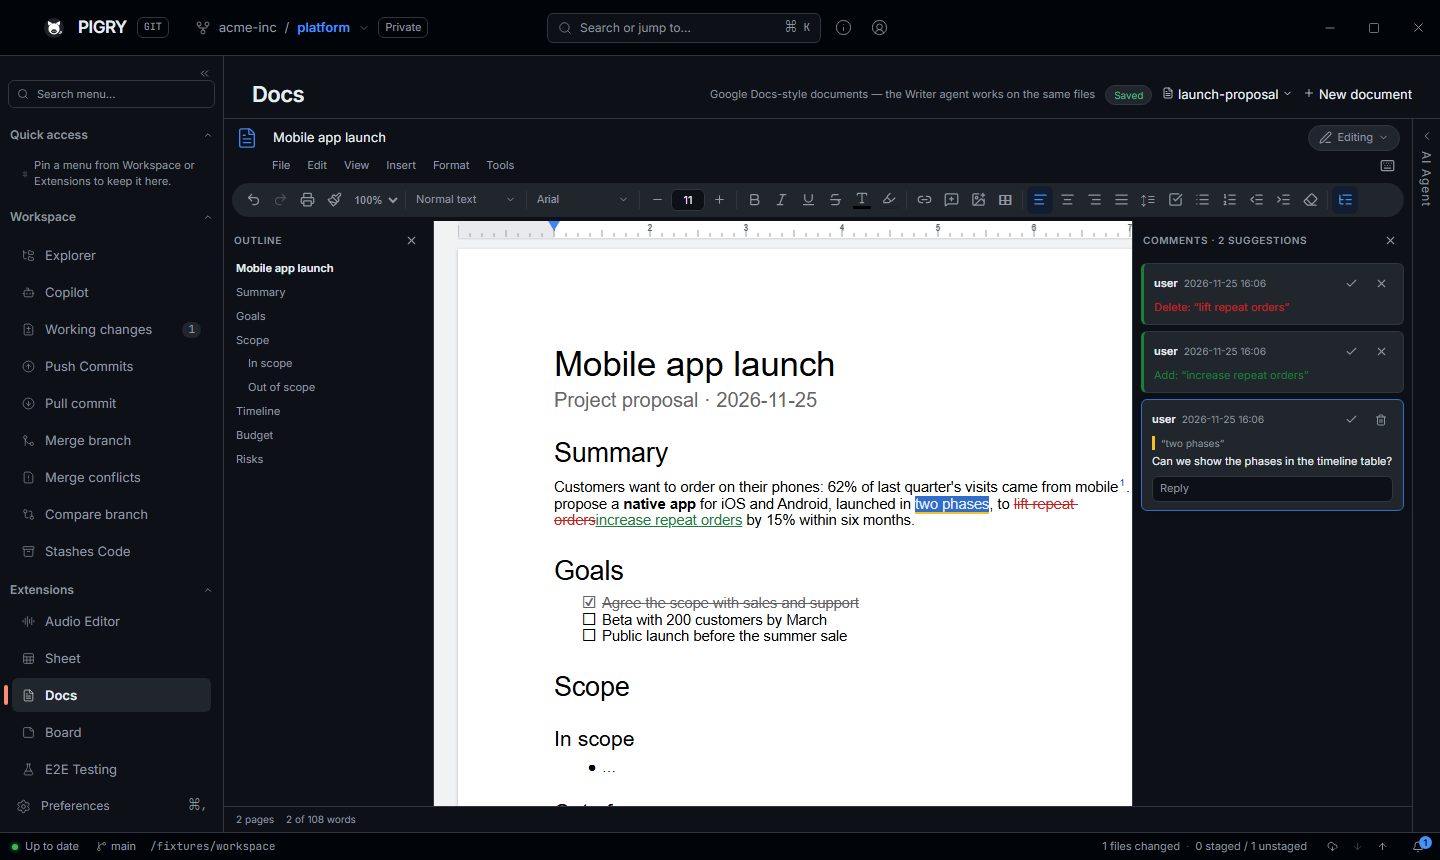 PIGRY GIT acme-inc / platform Private
Search or jump to... ⌘ K
Search menu...
Quick access
Pin a menu from Workspace or
Extensions to keep it here.
Workspace
Explorer
Copilot
Working changes 1
Push Commits
Pull commit
Merge branch
Merge conflicts
Compare branch
Stashes Code
Extensions
Audio Editor
Sheet
Docs
Board
E2E Testing
Preferences ⌘,
Docs
Google Docs-style documents — the Writer agent works on the same files
Saved
launch-proposal
+ New document
Mobile app launch
Editing
File Edit View Insert Format Tools
100% Normal text Arial 11
OUTLINE
Mobile app launch
Summary
Goals
Scope
In scope
Out of scope
Timeline
Budget
Risks
2 3 4 5 6 7
Mobile app launch
Project proposal · 2026-11-25
Summary
Customers want to order on their phones: 62% of last quarter's visits came from mobile1.
propose a native app for iOS and Android, launched in two phases, to lift repeat
ordersincrease repeat orders by 15% within six months.
Goals
Agree the scope with sales and support
Beta with 200 customers by March
Public launch before the summer sale
Scope
In scope
• ...
COMMENTS · 2 SUGGESTIONS
user 2026-11-25 16:06
Delete: “lift repeat orders”
user 2026-11-25 16:06
Add: “increase repeat orders”
user 2026-11-25 16:06
“two phases”
Can we show the phases in the timeline table?
Reply
AI Agent
2 pages 2 of 108 words
Up to date main /fixtures/workspace
1 files changed · 0 staged / 1 unstaged 1